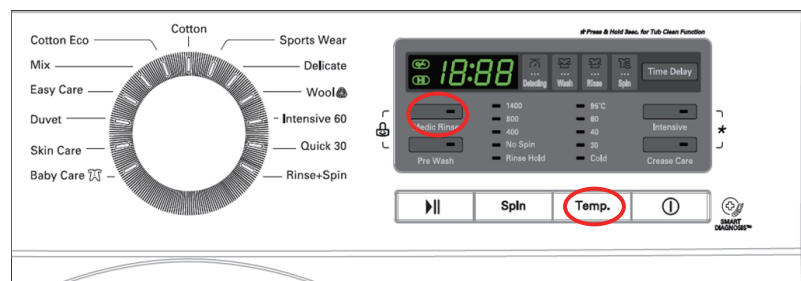 Cotton
Cotton Eco
Mix
Easy Care
Duvet
Skin Care
Baby Care
Sports Wear
Delicate
Wool
Intensive 60
Quick 30
Rinse+Spin
* Press & Hold 3sec. for Tub Clean Function
18:88
Detecting
Wash
Rinse
Spin
Time Delay
Medic Rinse
Pre Wash
1400
800
400
No Spin
Rinse Hold
95°C
60
40
30
Cold
Intensive
Crease Care
*
Spin
Temp.
SMART
DIAGNOSIS™